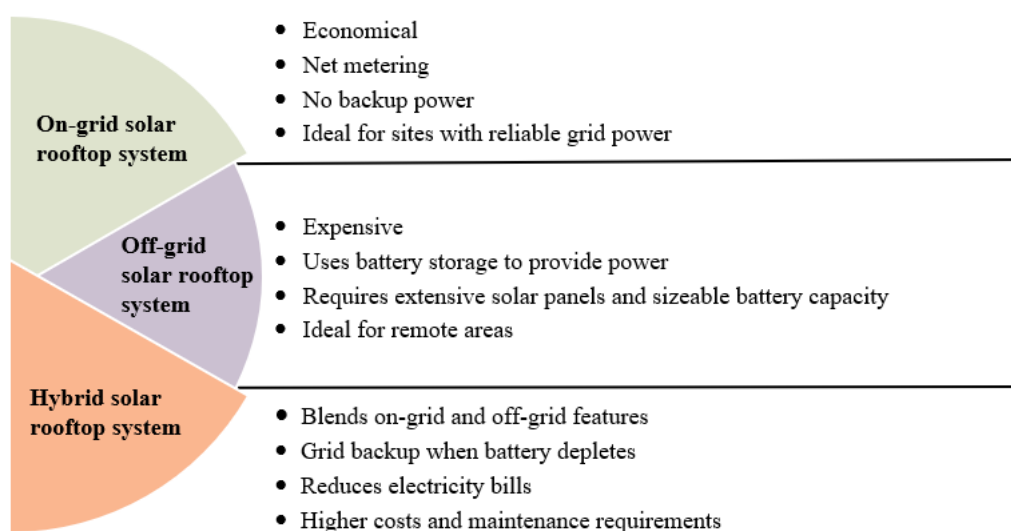 On-grid solar
rooftop system
• Economical
• Net metering
• No backup power
• Ideal for sites with reliable grid power
Off-grid
solar rooftop
system
• Expensive
• Uses battery storage to provide power
• Requires extensive solar panels and sizeable battery capacity
• Ideal for remote areas
Hybrid solar
rooftop system
• Blends on-grid and off-grid features
• Grid backup when battery depletes
• Reduces electricity bills
• Higher costs and maintenance requirements